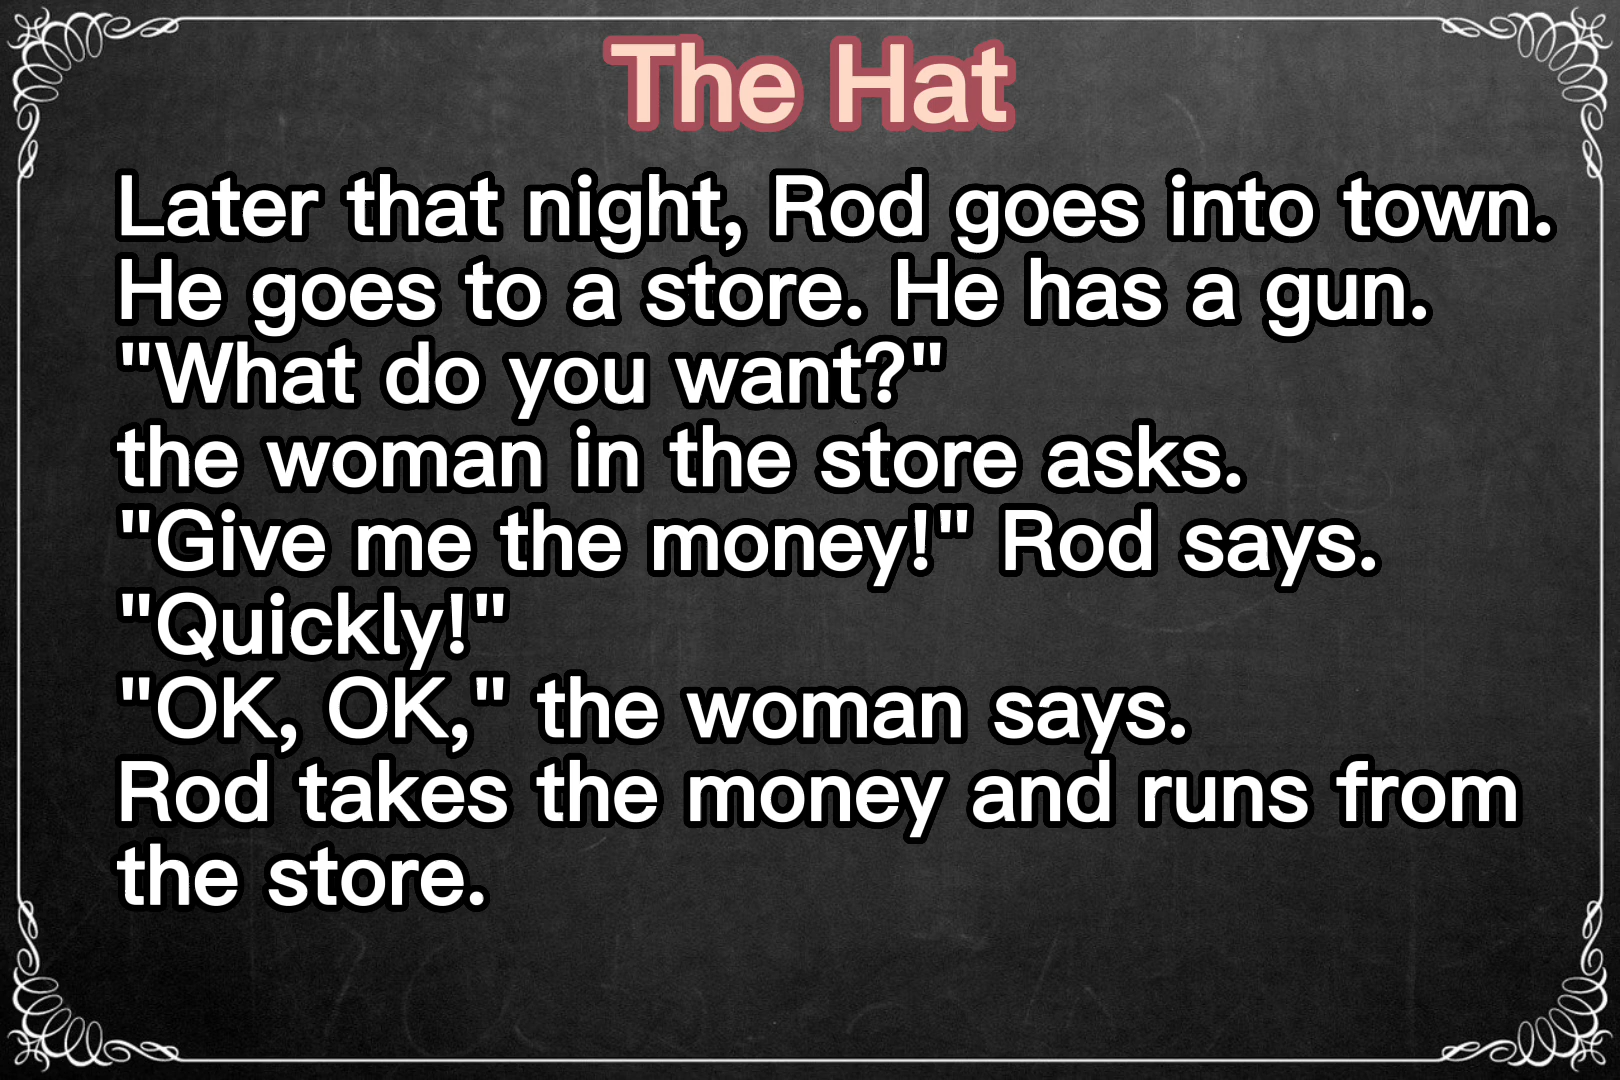 The Hat
Later that night, Rod goes into town.
He goes to a store. He has a gun.
"What do you want?"
the woman in the store asks.
"Give me the money!" Rod says.
"Quickly!"
"OK, OK," the woman says.
Rod takes the money and runs from
the store.